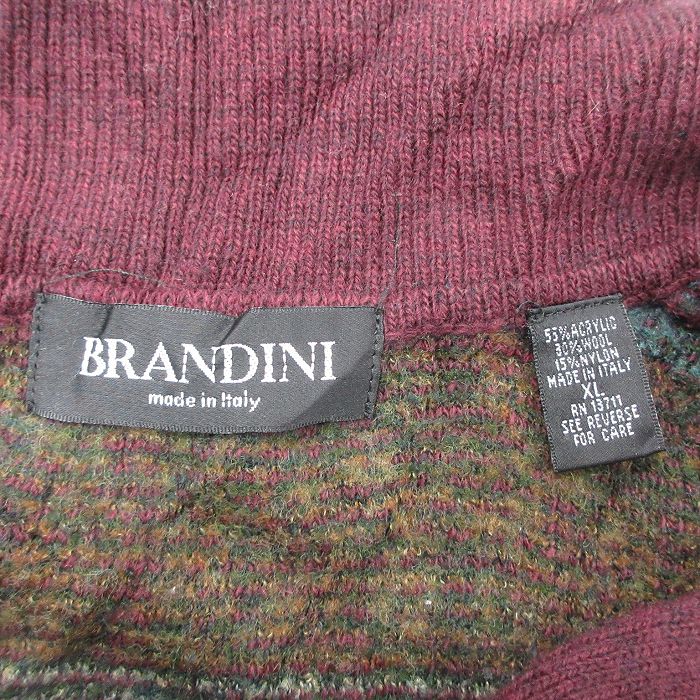 BRANDINI
made in Italy
55% ACRYLIC
30% WOOL
15% NYLON
MADE IN ITALY
XL
RN 13711
SEE REVERSE
FOR CARE